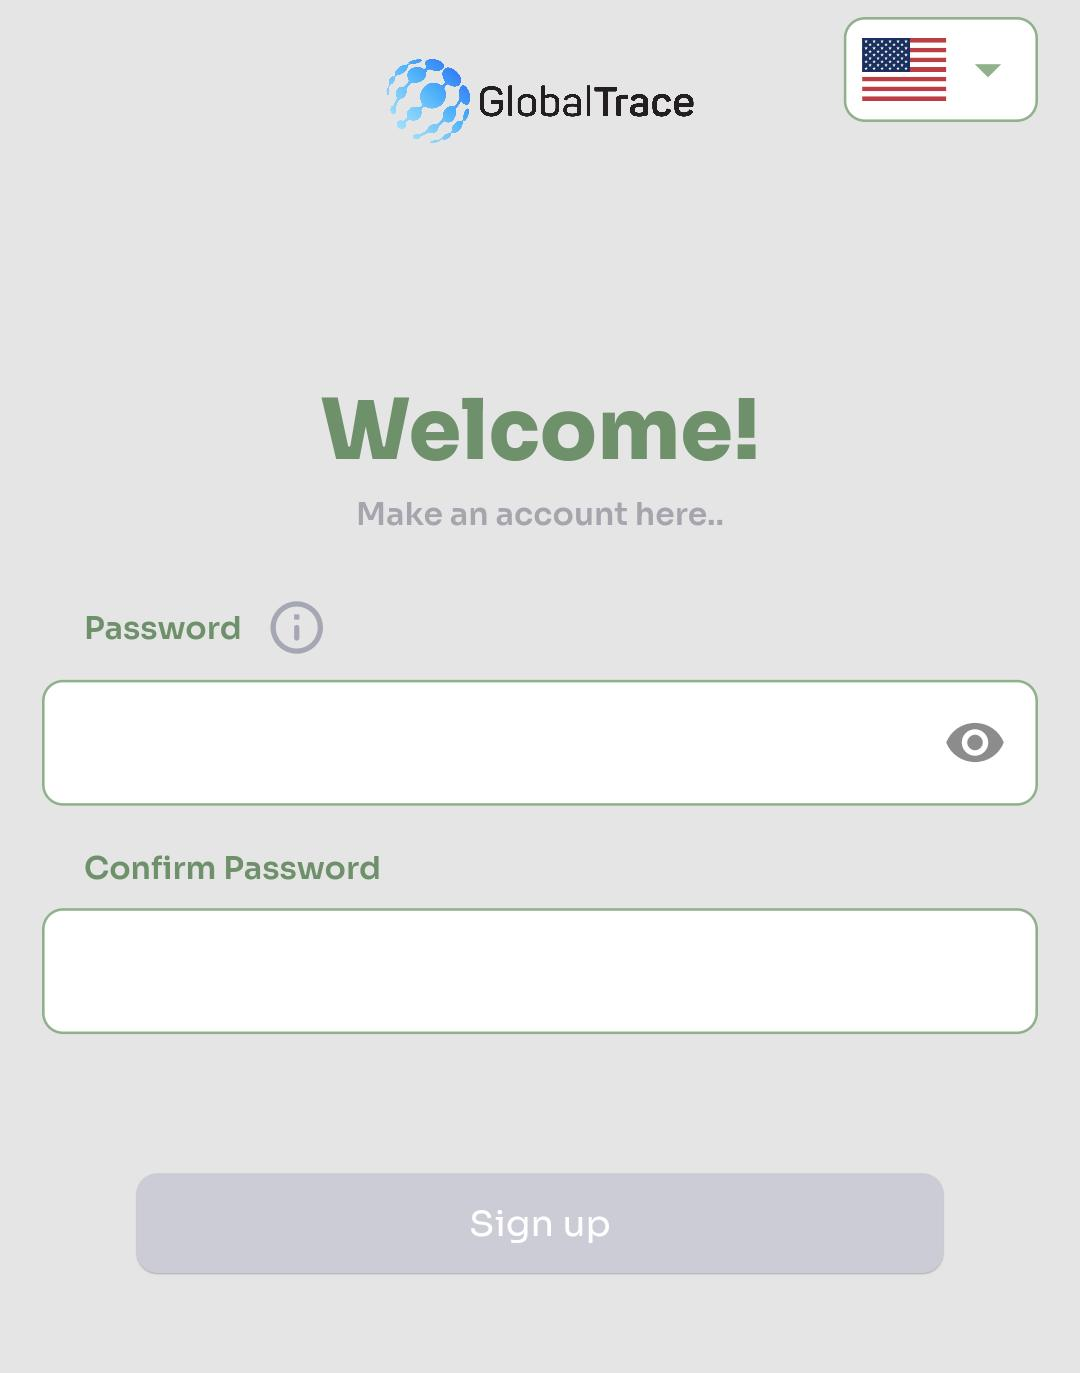 GlobalTrace
Welcome!
Make an account here..
Password
Confirm Password
Sign up